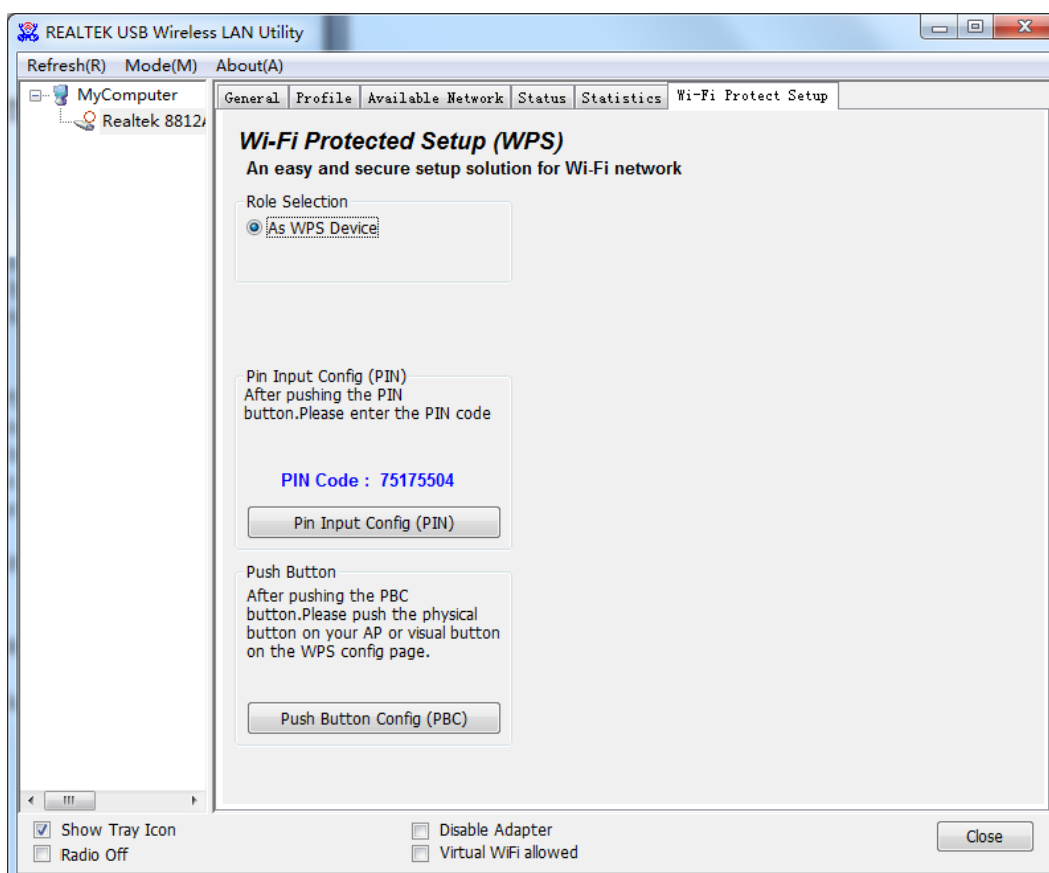 REALTEK USB Wireless LAN Utility
Refresh(R) Mode(M) About(A)
MyComputer
Realtek 8812A
General Profile Available Network Status Statistics Wi-Fi Protect Setup
Wi-Fi Protected Setup (WPS)
An easy and secure setup solution for Wi-Fi network
Role Selection
As WPS Device
Pin Input Config (PIN)
After pushing the PIN
button.Please enter the PIN code
PIN Code : 75175504
Pin Input Config (PIN)
Push Button
After pushing the PBC
button.Please push the physical
button on your AP or visual button
on the WPS config page.
Push Button Config (PBC)
Show Tray Icon
Radio Off
Disable Adapter
Virtual WiFi allowed
Close